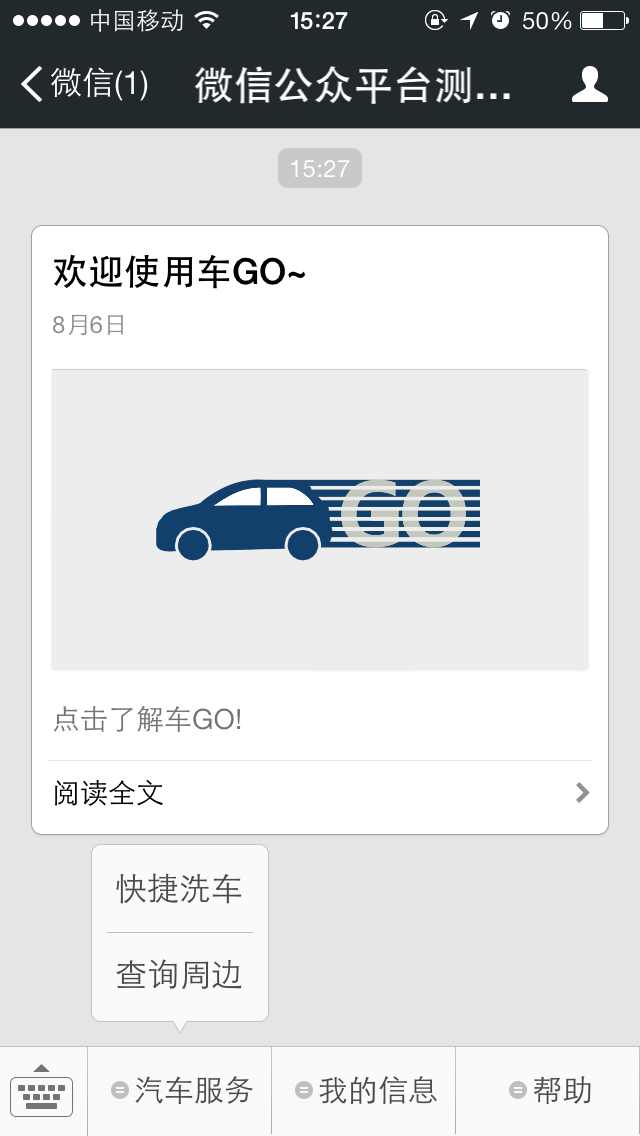 中国移动 15:27 50%
微信(1) 微信公众平台测...
15:27
欢迎使用车GO~
8月6日
GO
点击了解车GO!
阅读全文
快捷洗车
查询周边
汽车服务 我的信息 帮助